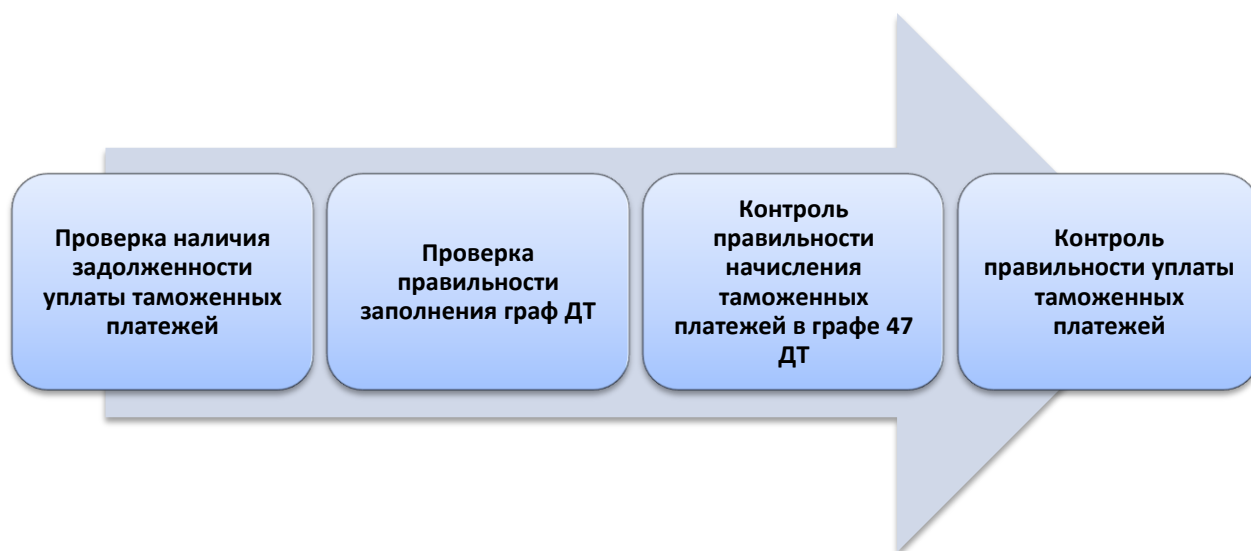 Проверка наличия
задолженности
уплаты таможенных
платежей
Проверка
правильности
заполнения граф ДТ
Контроль
правильности
начисления
таможенных
платежей в графе 47
ДТ
Контроль
правильности уплаты
таможенных
платежей